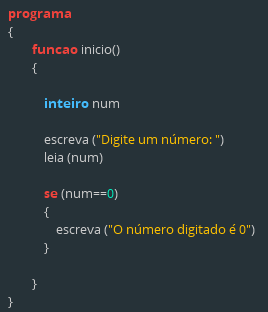 programa
{
funcao inicio()
{
inteiro num
escreva ("Digite um número: ")
leia (num)
se (num==0)
{
escreva ("O número digitado é 0")
}
}
}